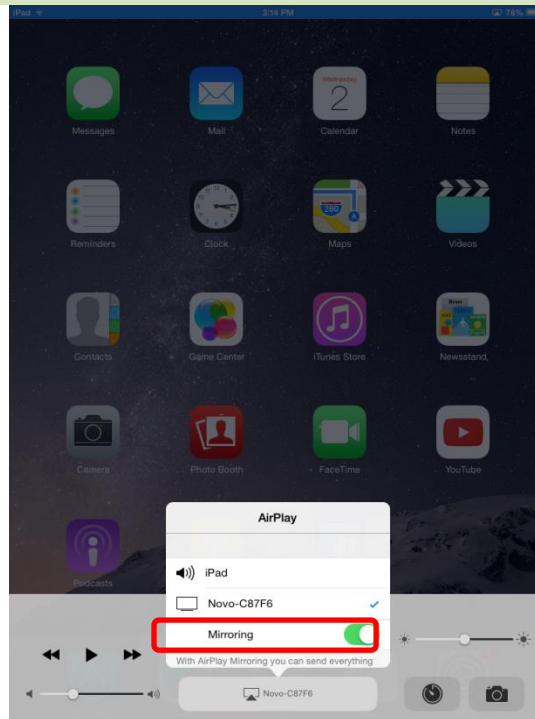 iPad 3:14 PM 78%
Messages Mail Wednesday 2 Calendar Notes
Reminders Clock 280 Maps Videos
Contacts Game Center iTunes Store News Newsstand
Camera Photo Booth FaceTime YouTube
Podcasts
AirPlay
iPad
Novo-C87F6
Mirroring
With AirPlay Mirroring you can send everything
Novo-C87F6